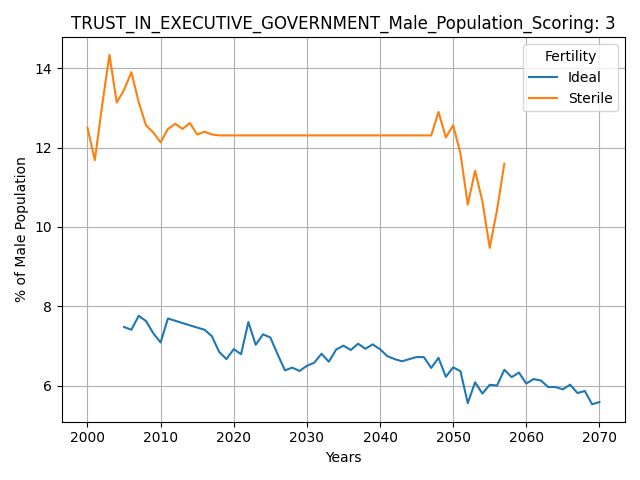 TRUST_IN_EXECUTIVE_GOVERNMENT_Male_Population_Scoring: 3
Fertility
Ideal
Sterile
% of Male Population
14
12
10
8
6
2000 2010 2020 2030 2040 2050 2060 2070
Years